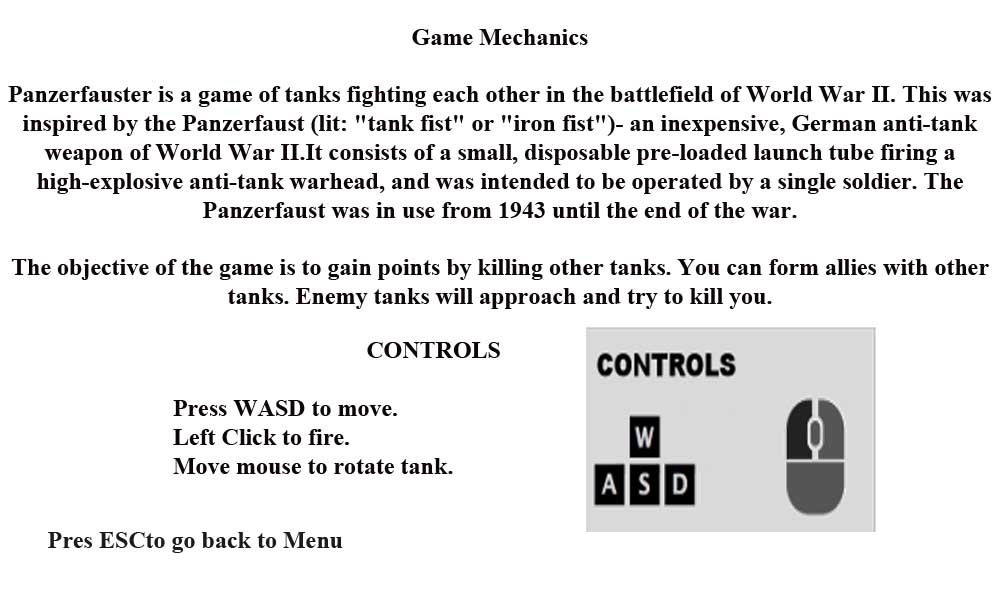 Game Mechanics
Panzerfauster is a game of tanks fighting each other in the battlefield of World War II. This was
inspired by the Panzerfaust (lit: "tank fist" or "iron fist")- an inexpensive, German anti-tank
weapon of World War II.It consists of a small, disposable pre-loaded launch tube firing a
high-explosive anti-tank warhead, and was intended to be operated by a single soldier. The
Panzerfaust was in use from 1943 until the end of the war.
The objective of the game is to gain points by killing other tanks. You can form allies with other
tanks. Enemy tanks will approach and try to kill you.
CONTROLS
Press WASD to move.
Left Click to fire.
Move mouse to rotate tank.
CONTROLS
W
A S D
Pres ESCto go back to Menu